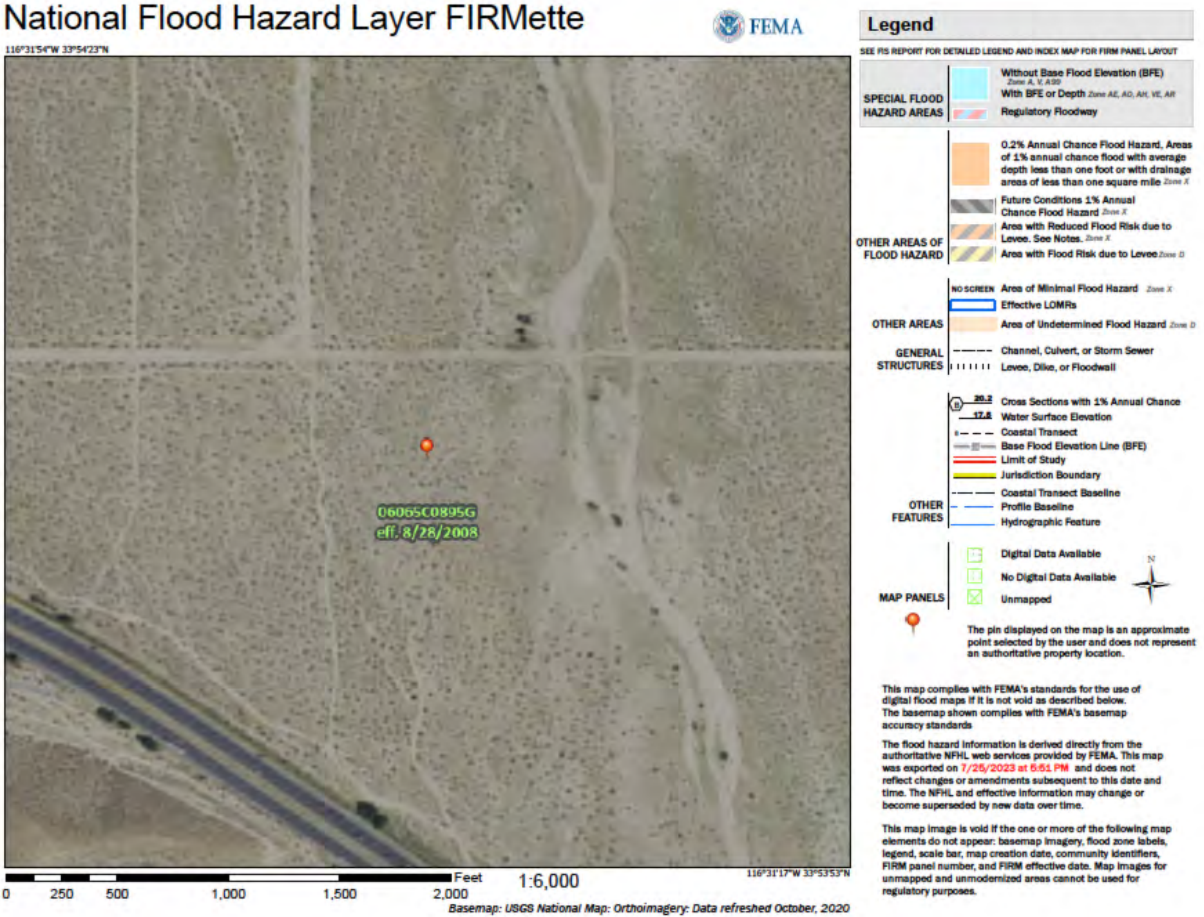 National Flood Hazard Layer FIRMette
FEMA
116°31'54"W 33°54'23"N
06065C0895G
eff. 8/28/2008
116°31'17"W 33°53'53"N
0 250 500 1,000 1,500 2,000
Feet
1:6,000
Basemap: USGS National Map: Orthoimagery: Data refreshed October, 2020
Legend
SEE FIS REPORT FOR DETAILED LEGEND AND INDEX MAP FOR FIRM PANEL LAYOUT
SPECIAL FLOOD
HAZARD AREAS
Without Base Flood Elevation (BFE)
Zone A, V, A99
With BFE or Depth Zone AE, AO, AH, VE, AR
Regulatory Floodway
OTHER AREAS OF
FLOOD HAZARD
0.2% Annual Chance Flood Hazard, Areas
of 1% annual chance flood with average
depth less than one foot or with drainage
areas of less than one square mile Zone X
Future Conditions 1% Annual
Chance Flood Hazard Zone X
Area with Reduced Flood Risk due to
Levee. See Notes. Zone X
Area with Flood Risk due to Levee Zone D
OTHER AREAS
NO SCREEN Area of Minimal Flood Hazard Zone X
Effective LOMRs
Area of Undetermined Flood Hazard Zone D
GENERAL
STRUCTURES
Channel, Culvert, or Storm Sewer
Levee, Dike, or Floodwall
OTHER
FEATURES
B 20.2 Cross Sections with 1% Annual Chance
17.5 Water Surface Elevation
8 Coastal Transect
Base Flood Elevation Line (BFE)
Limit of Study
Jurisdiction Boundary
Coastal Transect Baseline
Profile Baseline
Hydrographic Feature
MAP PANELS
Digital Data Available
No Digital Data Available
Unmapped
N
The pin displayed on the map is an approximate
point selected by the user and does not represent
an authoritative property location.
This map complies with FEMA's standards for the use of
digital flood maps if it is not void as described below.
The basemap shown complies with FEMA's basemap
accuracy standards
The flood hazard information is derived directly from the
authoritative NFHL web services provided by FEMA. This map
was exported on 7/25/2023 at 5:51 PM and does not
reflect changes or amendments subsequent to this date and
time. The NFHL and effective information may change or
become superseded by new data over time.
This map image is void if the one or more of the following map
elements do not appear: basemap imagery, flood zone labels,
legend, scale bar, map creation date, community identifiers,
FIRM panel number, and FIRM effective date. Map images for
unmapped and unmodernized areas cannot be used for
regulatory purposes.